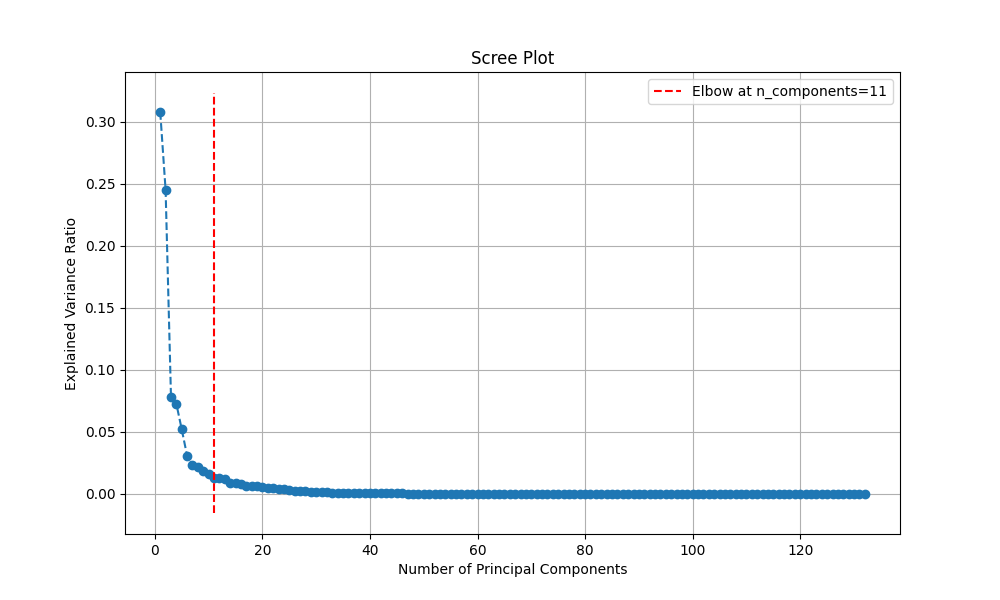 Scree Plot
Elbow at n_components=11
Explained Variance Ratio
0.30
0.25
0.20
0.15
0.10
0.05
0.00
0 20 40 60 80 100 120
Number of Principal Components